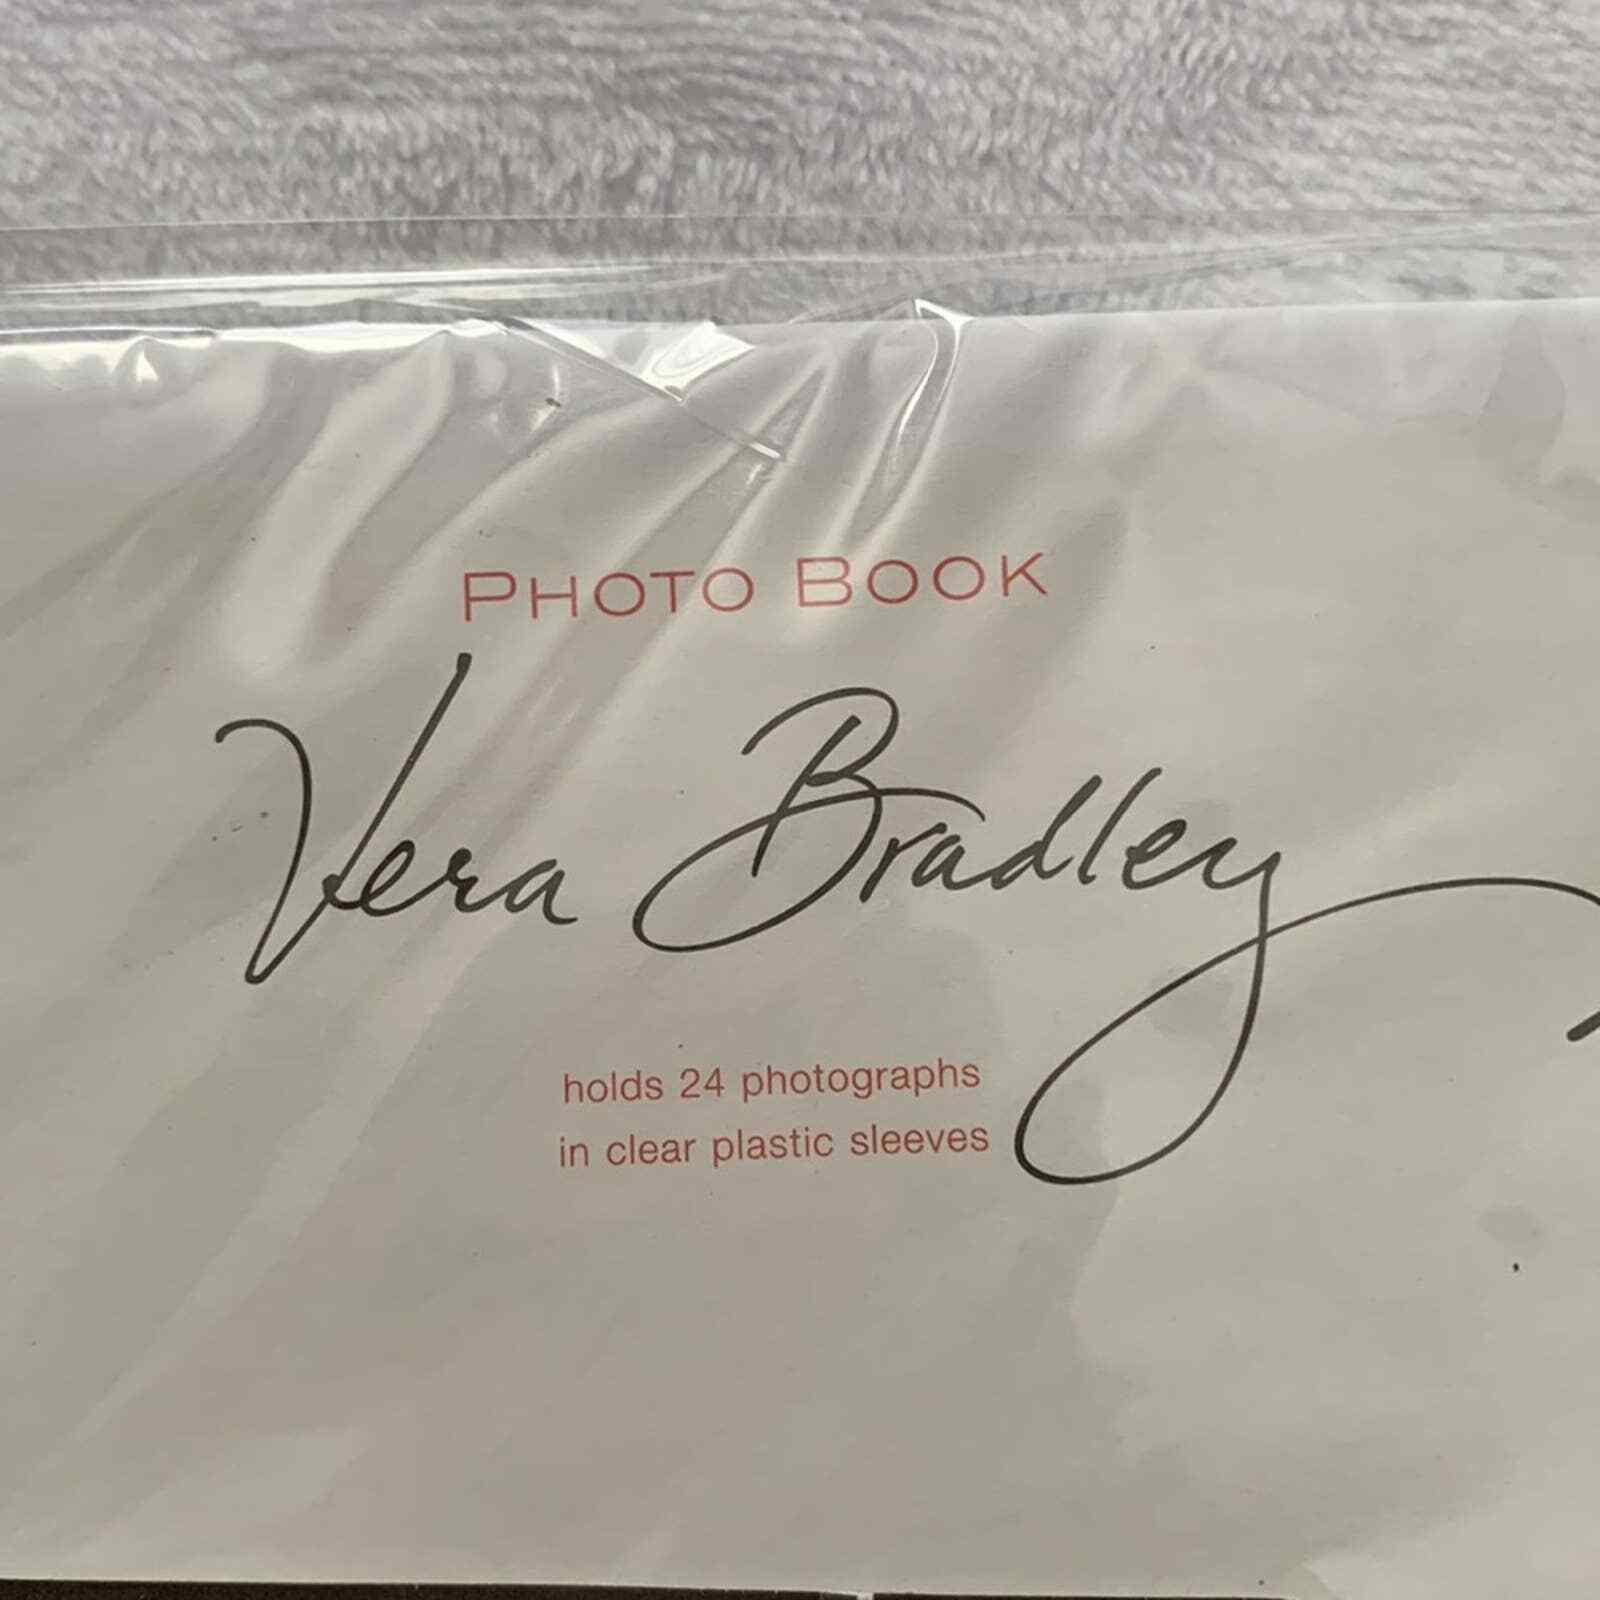 PHOTO BOOK
Vera Bradley
holds 24 photographs
in clear plastic sleeves